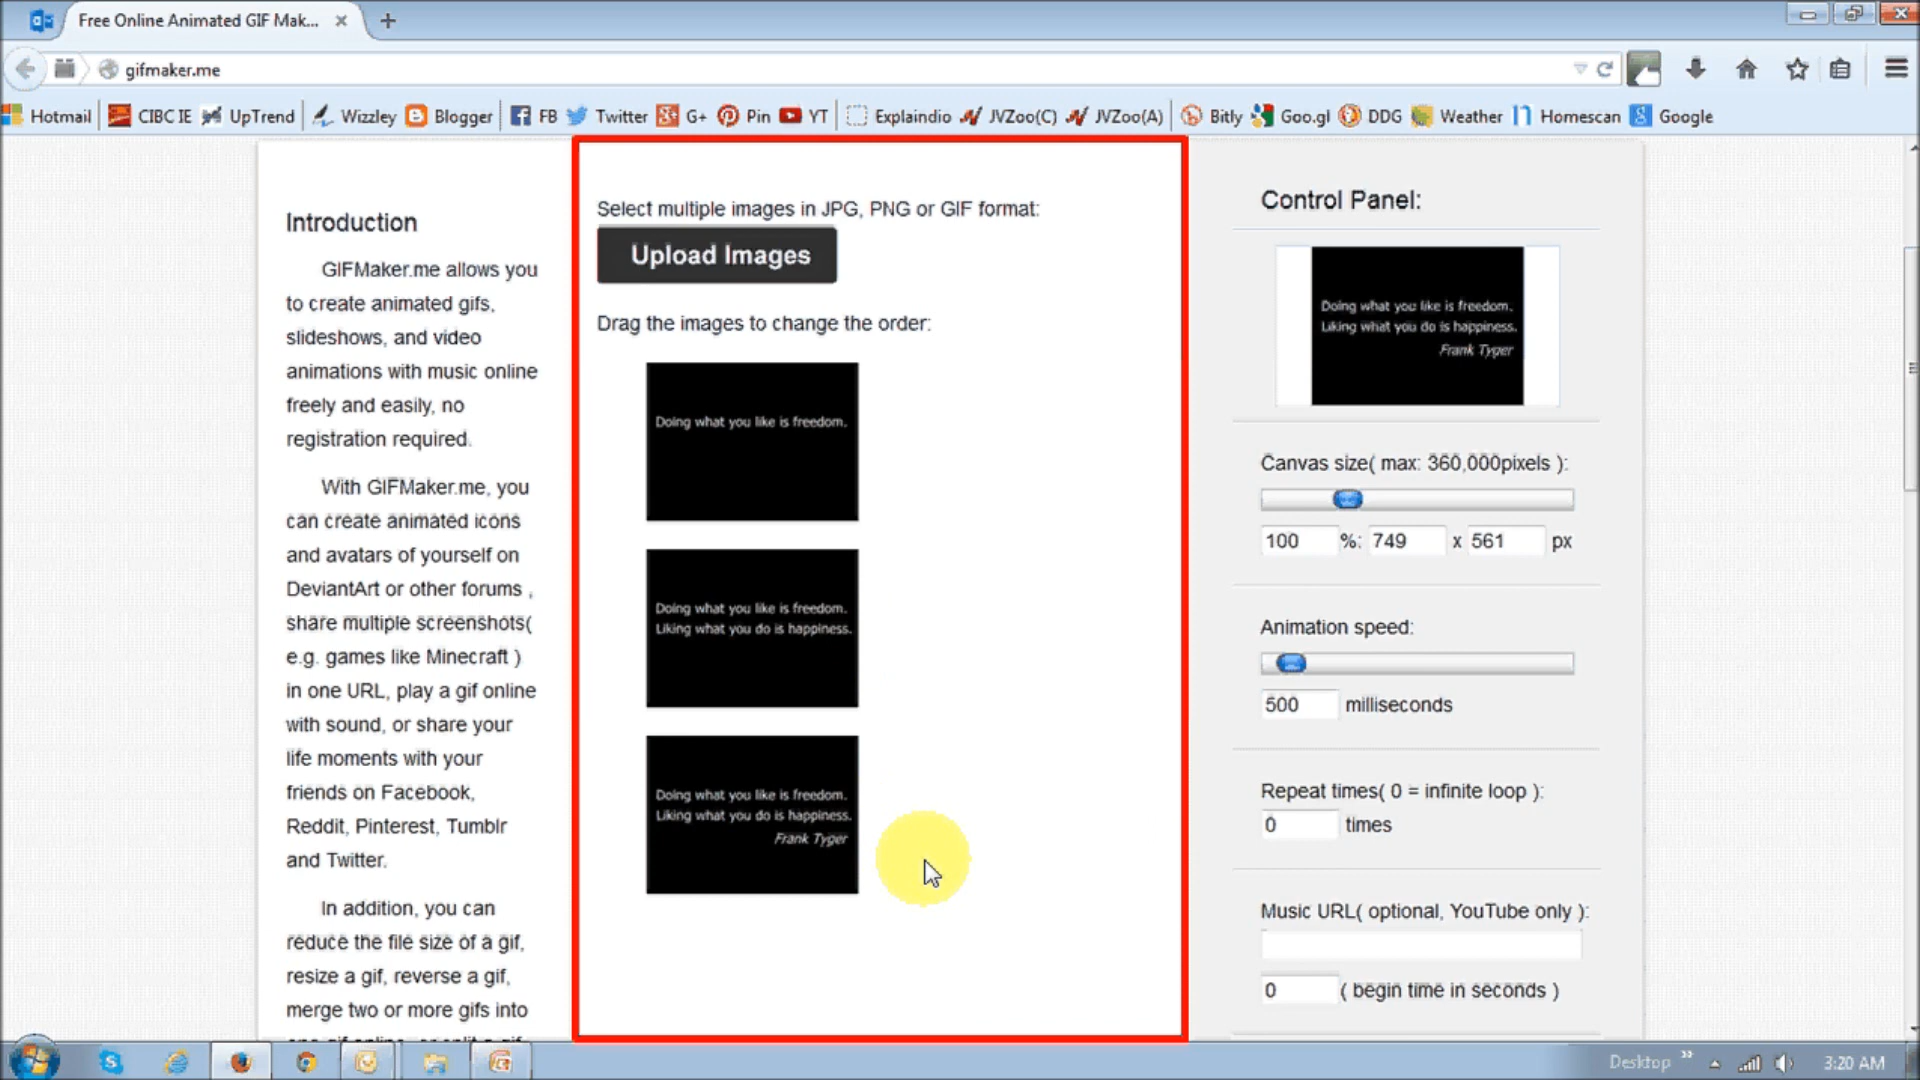 Free Online Animated GIF Mak...
gifmaker.me
Hotmail CIBC IE UpTrend Wizzley Blogger FB Twitter G+ Pin YT Explaindio JVZoo(C) JVZoo(A) Bitly Goo.gl DDG Weather Homescan Google
Introduction
GIFMaker.me allows you
to create animated gifs,
slideshows, and video
animations with music online
freely and easily, no
registration required.
With GIFMaker.me, you
can create animated icons
and avatars of yourself on
DeviantArt or other forums ,
share multiple screenshots(
e.g. games like Minecraft )
in one URL, play a gif online
with sound, or share your
life moments with your
friends on Facebook,
Reddit, Pinterest, Tumblr
and Twitter.
In addition, you can
reduce the file size of a gif,
resize a gif, reverse a gif,
merge two or more gifs into
Select multiple images in JPG, PNG or GIF format:
Upload Images
Drag the images to change the order:
Doing what you like is freedom.
Doing what you like is freedom.
Liking what you do is happiness.
Doing what you like is freedom.
Liking what you do is happiness.
Frank Tyger
Control Panel:
Doing what you like is freedom.
Liking what you do is happiness.
Frank Tyger
Canvas size( max: 360,000pixels ):
100 %: 749 x 561 px
Animation speed:
500 milliseconds
Repeat times( 0 = infinite loop ):
0 times
Music URL( optional, YouTube only ):
0 ( begin time in seconds )
Desktop 3:20 AM